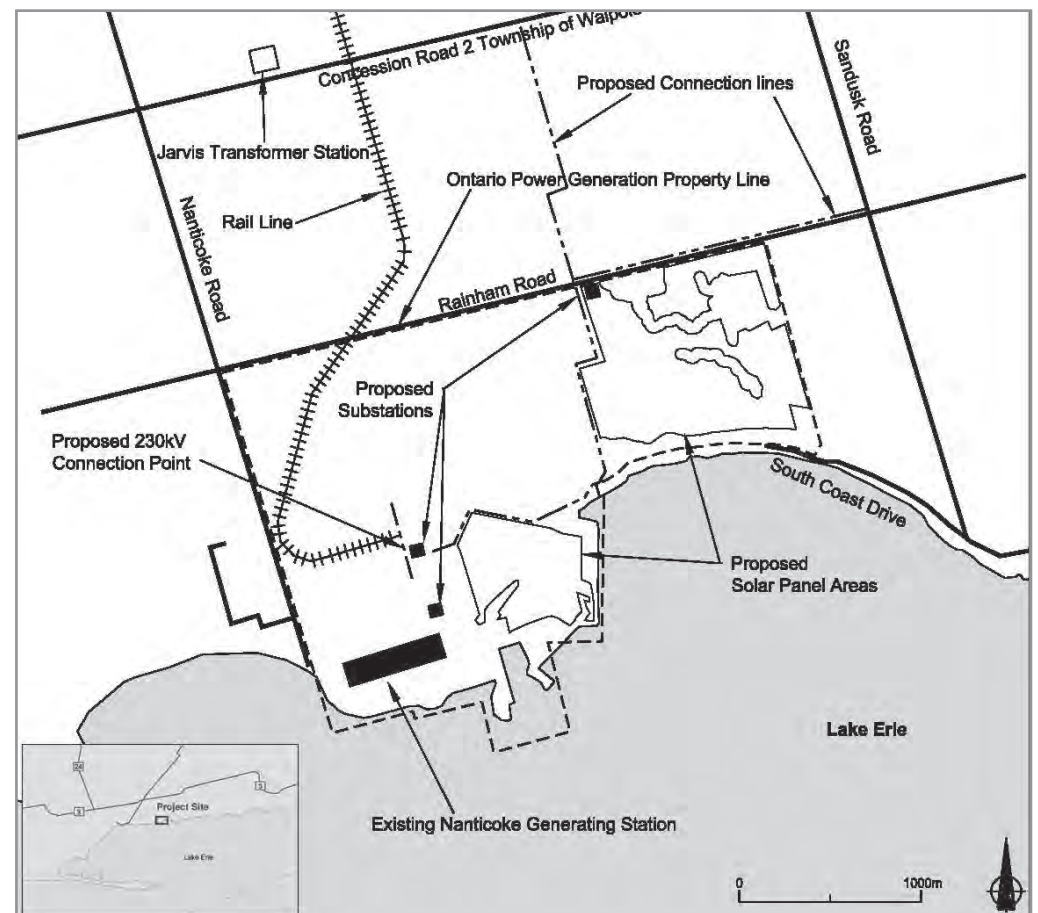 Concession Road 2 Township of Walpole
Sandusk Road
Proposed Connection lines
Jarvis Transformer Station
Ontario Power Generation Property Line
Nanticoke Road
Rail Line
Rainham Road
Proposed
Substations
Proposed 230kV
Connection Point
South Coast Drive
Proposed
Solar Panel Areas
Lake Erie
24
3
5
Project Site
Lake Erie
Existing Nanticoke Generating Station
0
1000m